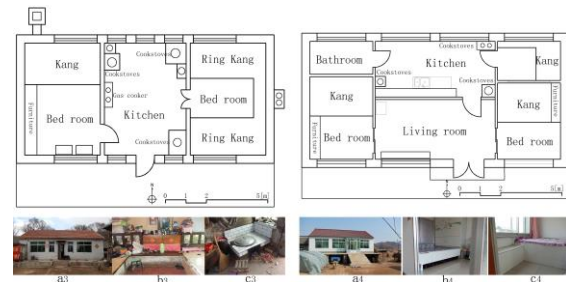 Kang
Cookstoves
Gas cooker
Furniture
Bed room
Kitchen
Cookstoves
Cookstoves
Ring Kang
Bed room
Ring Kang
0 1 2 5[m]
Bathroom
Kitchen
Cookstoves
Kang
Cookstoves
Cookstoves
Kang
Kang
Furniture
Furniture
Bed room
Living room
Bed room
0 1 2 5[m]
a3 b3 c3
a4 b4 c4